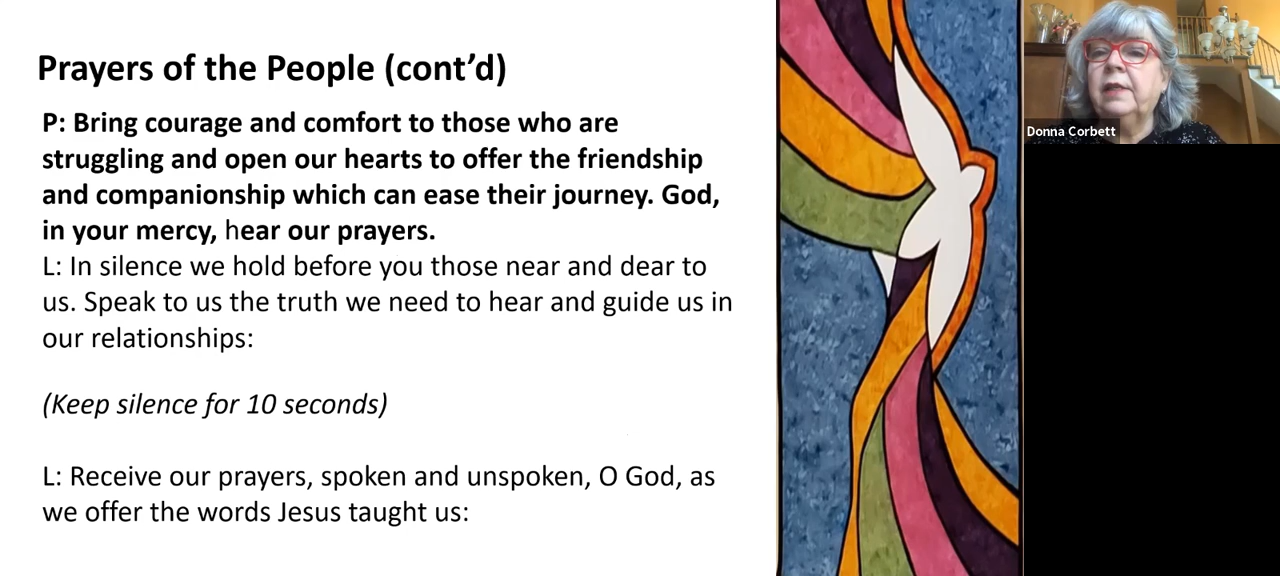 Prayers of the People (cont’d)
P: Bring courage and comfort to those who are
struggling and open our hearts to offer the friendship
and companionship which can ease their journey. God,
in your mercy, hear our prayers.
L: In silence we hold before you those near and dear to
us. Speak to us the truth we need to hear and guide us in
our relationships:
(Keep silence for 10 seconds)
L: Receive our prayers, spoken and unspoken, O God, as
we offer the words Jesus taught us:
Donna Corbett